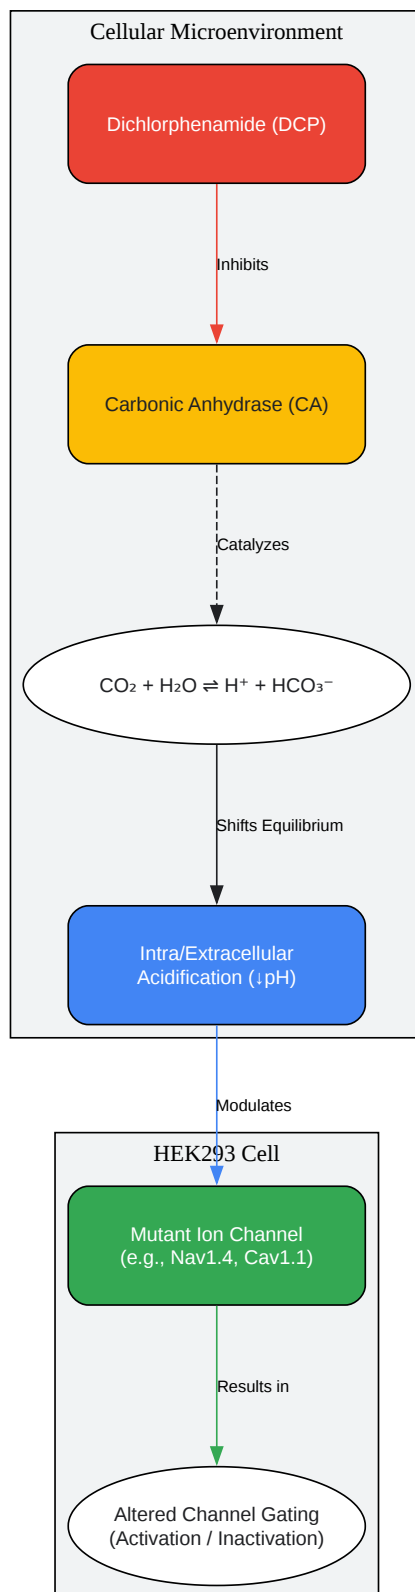 Cellular Microenvironment
Dichlorphenamide (DCP)
Inhibits
Carbonic Anhydrase (CA)
Catalyzes
CO₂ + H₂O ⇌ H⁺ + HCO₃⁻
Shifts Equilibrium
Intra/Extracellular
Acidification (↓pH)
Modulates
HEK293 Cell
Mutant Ion Channel
(e.g., Nav1.4, Cav1.1)
Results in
Altered Channel Gating
(Activation / Inactivation)